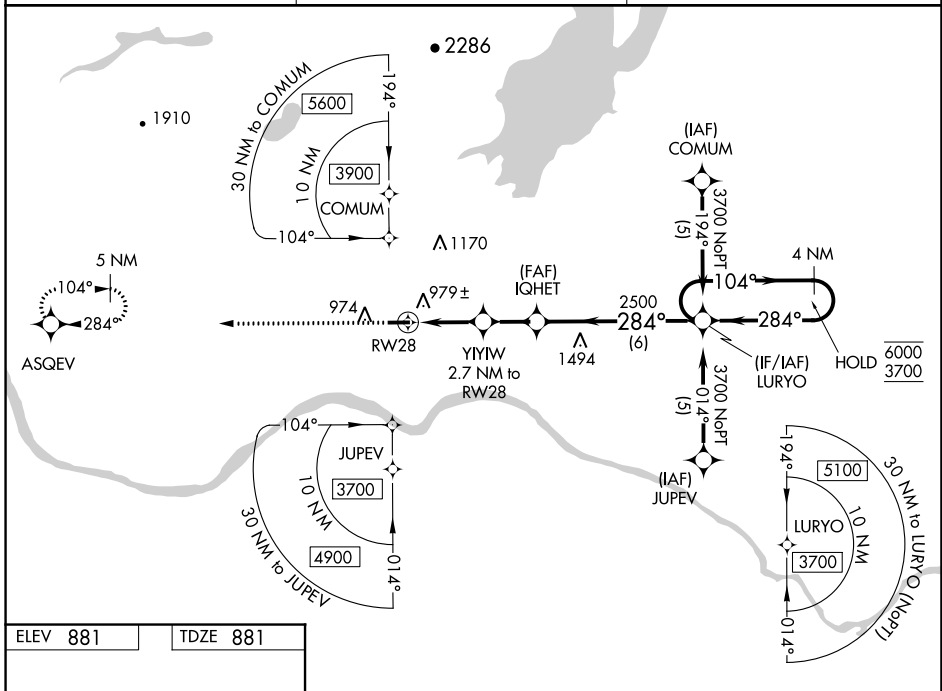 2286
1910
30 NM to COMUM
5600
194°
10 NM
3900
COMUM
104°
(IAF)
COMUM
3700 NoPT
194°
(5)
1170
5 NM
104°
284°
ASQEV
974
979±
RW28
(FAF)
IQHET
YIYIW
2.7 NM to
RW28
2500
284°
(6)
1494
104°
4 NM
284°
(IF/IAF)
LURYO
HOLD
6000
3700
3700 NoPT
014°
(5)
(IAF)
JUPEV
104°
JUPEV
10 NM
3700
30 NM to JUPEV
4900
014°
194°
5100
30 NM to LURYO (NoPT)
10 NM
LURYO
3700
014°
ELEV 881
TDZE 881